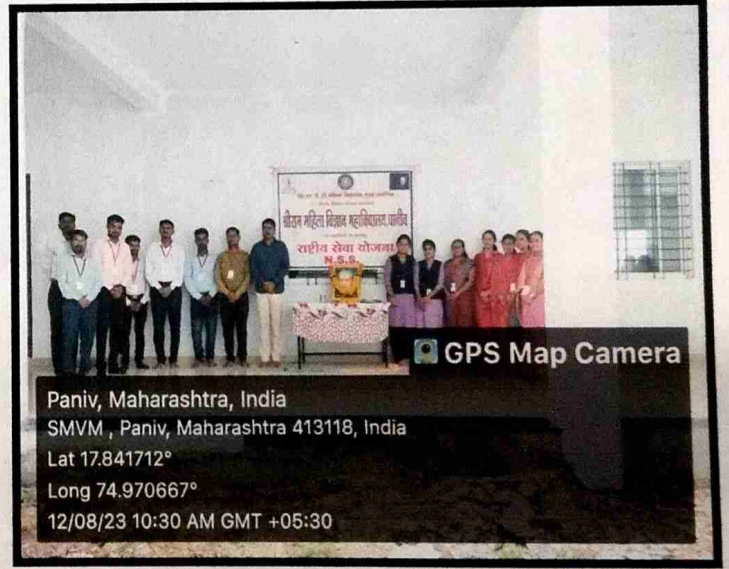 श्रीराम महिला विज्ञान महाविद्यालय, पानीव
राष्ट्रीय सेवा योजना
N.S.S.
GPS Map Camera
Paniv, Maharashtra, India
SMVM , Paniv, Maharashtra 413118, India
Lat 17.841712°
Long 74.970667°
12/08/23 10:30 AM GMT +05:30